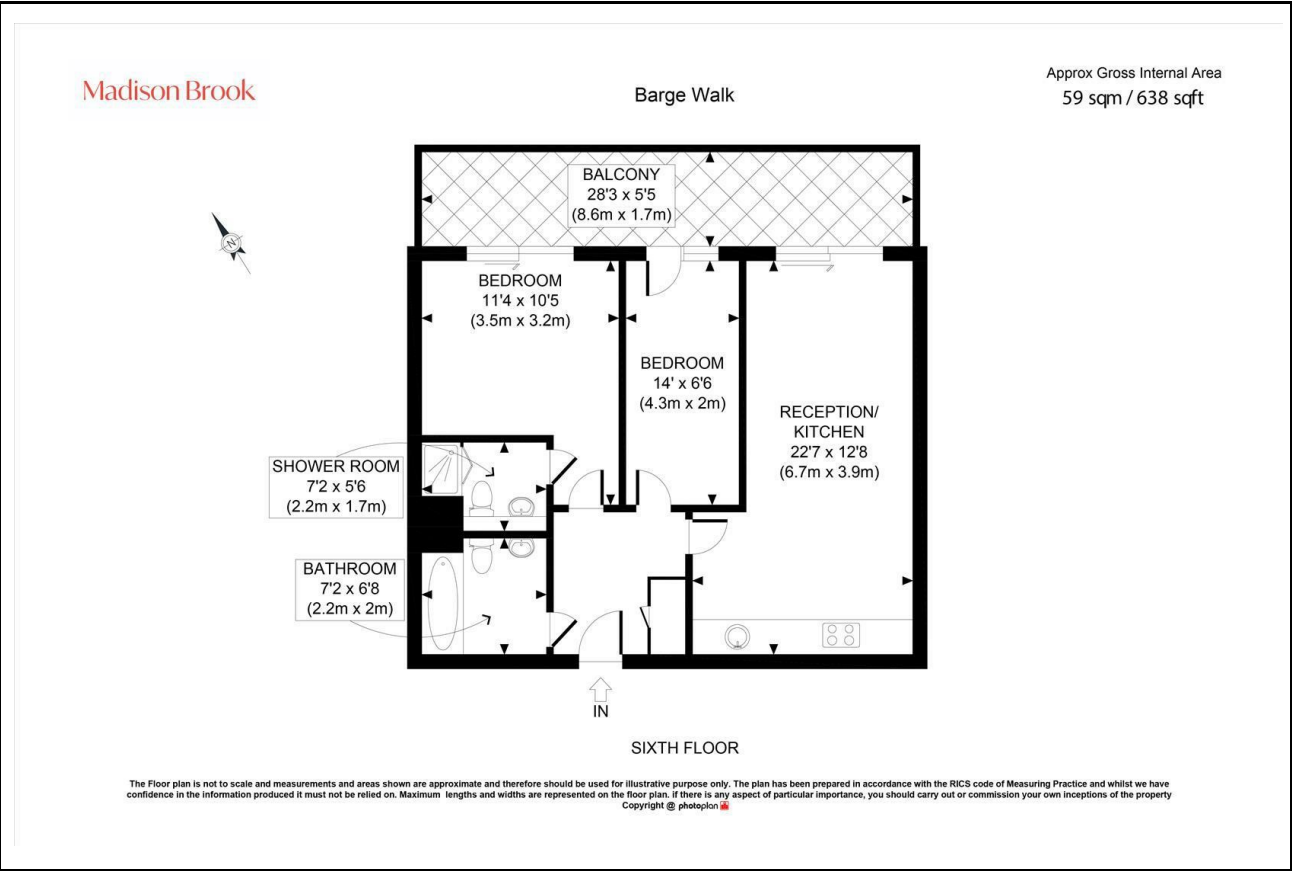 Madison Brook
Barge Walk
Approx Gross Internal Area
59 sqm / 638 sqft
BALCONY
28'3 x 5'5
(8.6m x 1.7m)
N
BEDROOM
11'4 x 10'5
(3.5m x 3.2m)
BEDROOM
14' x 6'6
(4.3m x 2m)
RECEPTION/
KITCHEN
22'7 x 12'8
(6.7m x 3.9m)
SHOWER ROOM
7'2 x 5'6
(2.2m x 1.7m)
BATHROOM
7'2 x 6'8
(2.2m x 2m)
IN
SIXTH FLOOR
The Floor plan is not to scale and measurements and areas shown are approximate and therefore should be used for illustrative purpose only. The plan has been prepared in accordance with the RICS code of Measuring Practice and whilst we have
confidence in the information produced it must not be relied on. Maximum lengths and widths are represented on the floor plan. if there is any aspect of particular importance, you should carry out or commission your own inceptions of the property
Copyright @ photoplan